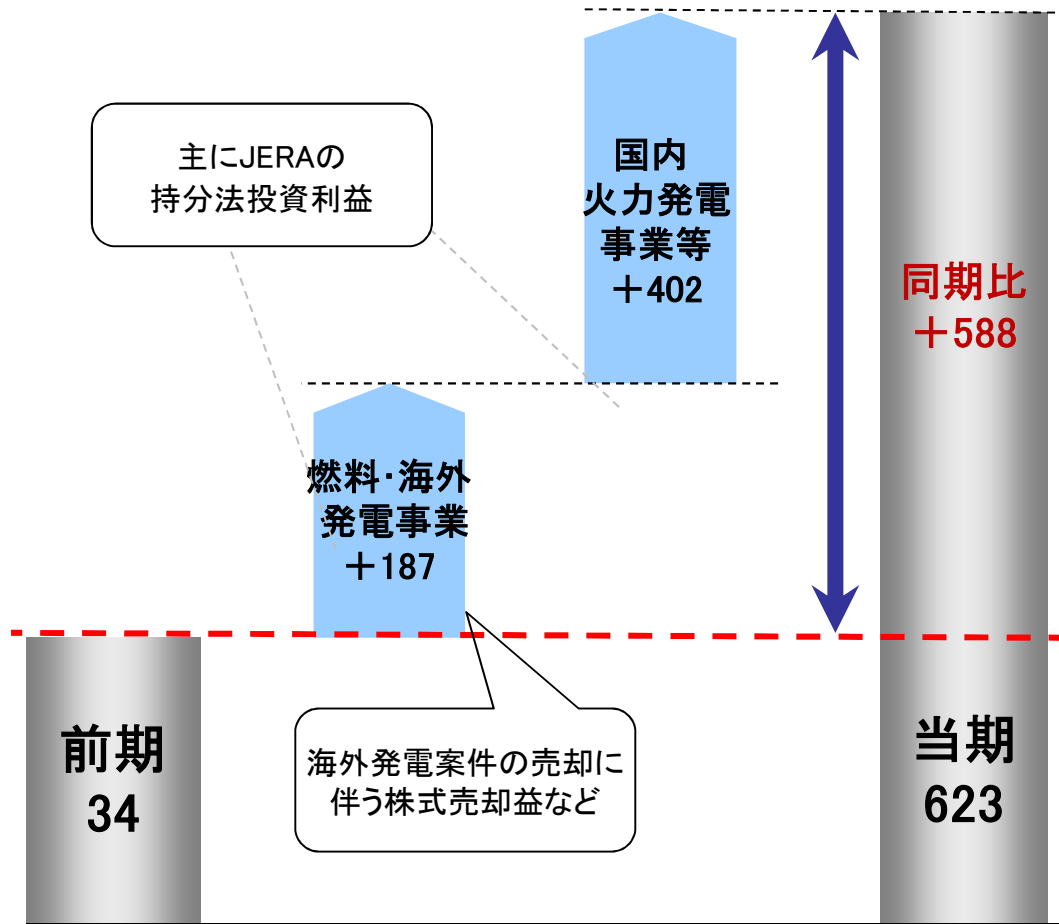 主にJERAの
持分法投資利益
国内
火力発電
事業等
＋402
同期比
＋588
燃料・海外
発電事業
＋187
前期
34
海外発電案件の売却に
伴う株式売却益など
当期
623